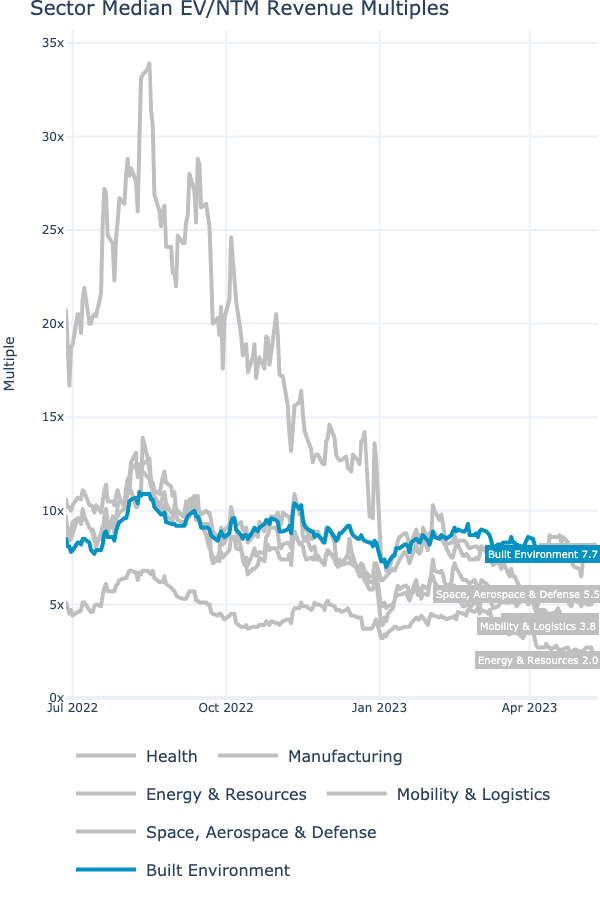 Sector Median EV/NTM Revenue Multiples
35x
30x
25x
20x
15x
10x
5x
0x
Multiple
Built Environment 7.7
Space, Aerospace & Defense 5.5
Mobility & Logistics 3.8
Energy & Resources 2.0
Jul 2022 Oct 2022 Jan 2023 Apr 2023
Health Manufacturing
Energy & Resources Mobility & Logistics
Space, Aerospace & Defense
Built Environment